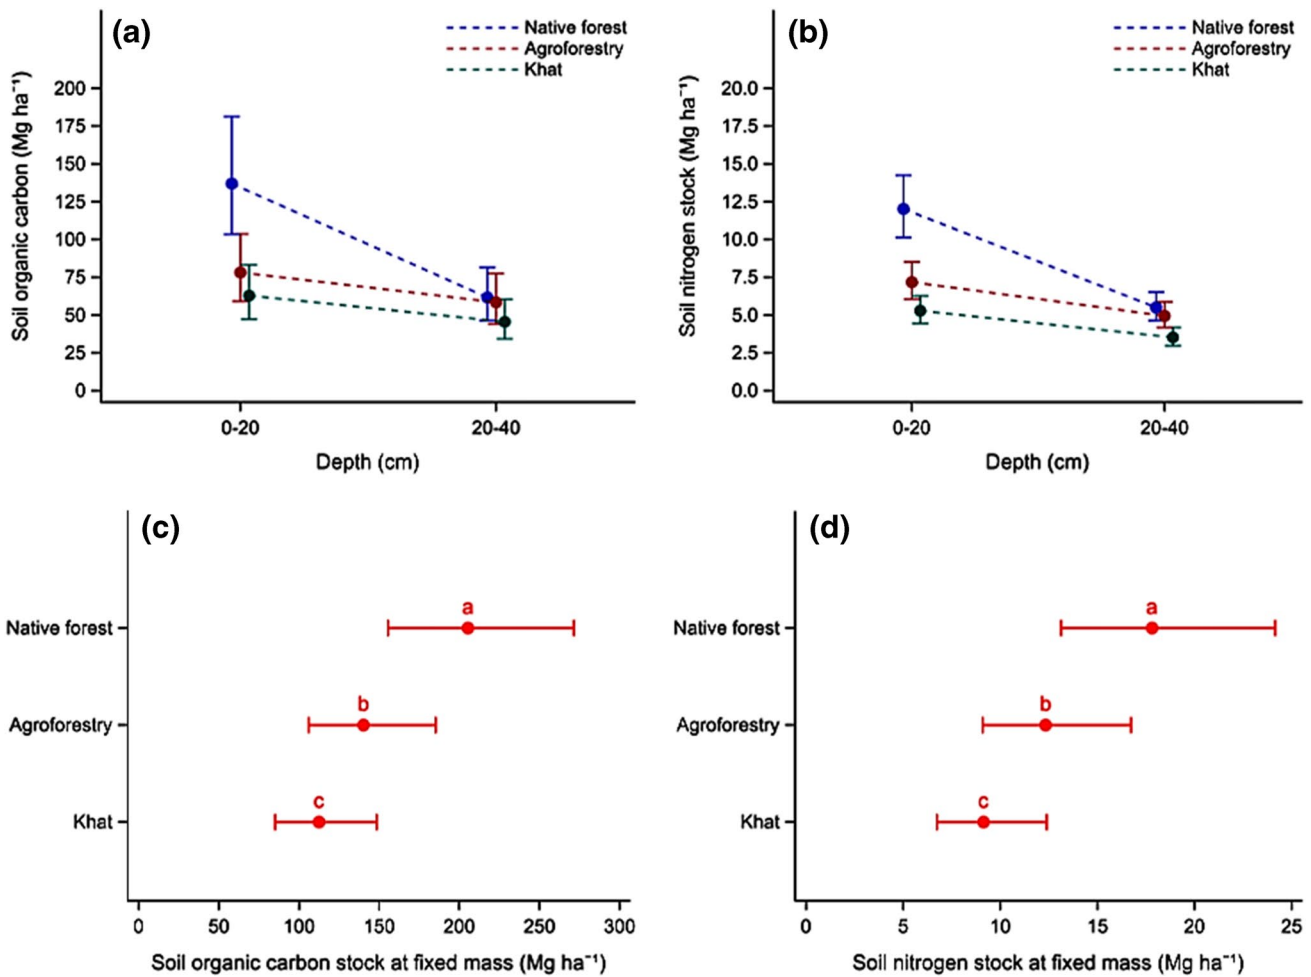 (a)
Native forest
Agroforestry
Khat
Soil organic carbon (Mg ha⁻¹)
200
175
150
125
100
75
50
25
0
0-20 20-40
Depth (cm)
(b)
Native forest
Agroforestry
Khat
Soil nitrogen stock (Mg ha⁻¹)
20.0
17.5
15.0
12.5
10.0
7.5
5.0
2.5
0.0
0-20 20-40
Depth (cm)
(c)
a
Native forest
b
Agroforestry
c
Khat
0 50 100 150 200 250 300
Soil organic carbon stock at fixed mass (Mg ha⁻¹)
(d)
a
Native forest
b
Agroforestry
c
Khat
0 5 10 15 20 25
Soil nitrogen stock at fixed mass (Mg ha⁻¹)